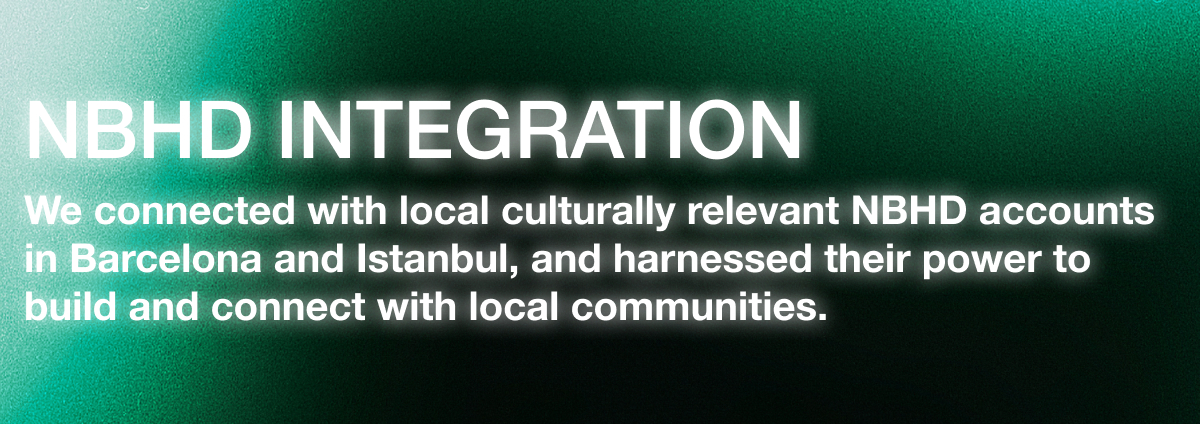 NBHD INTEGRATION
We connected with local culturally relevant NBHD accounts
in Barcelona and Istanbul, and harnessed their power to
build and connect with local communities.